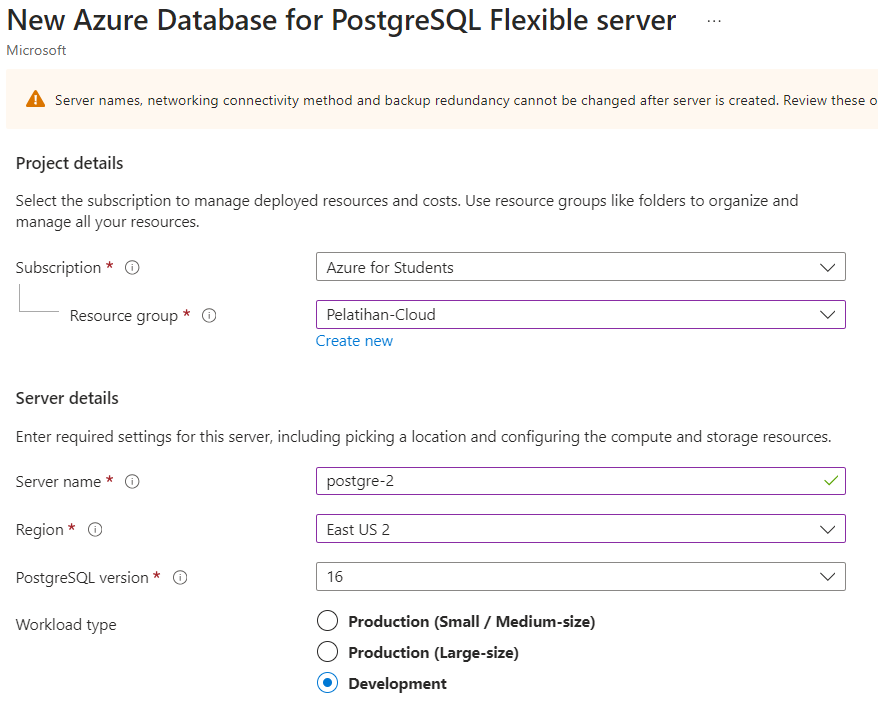 New Azure Database for PostgreSQL Flexible server ...
Microsoft
Server names, networking connectivity method and backup redundancy cannot be changed after server is created. Review these o
Project details
Select the subscription to manage deployed resources and costs. Use resource groups like folders to organize and
manage all your resources.
Subscription *
Azure for Students
Resource group *
Pelatihan-Cloud
Create new
Server details
Enter required settings for this server, including picking a location and configuring the compute and storage resources.
Server name *
postgre-2
Region *
East US 2
PostgreSQL version *
16
Workload type
Production (Small / Medium-size)
Production (Large-size)
Development